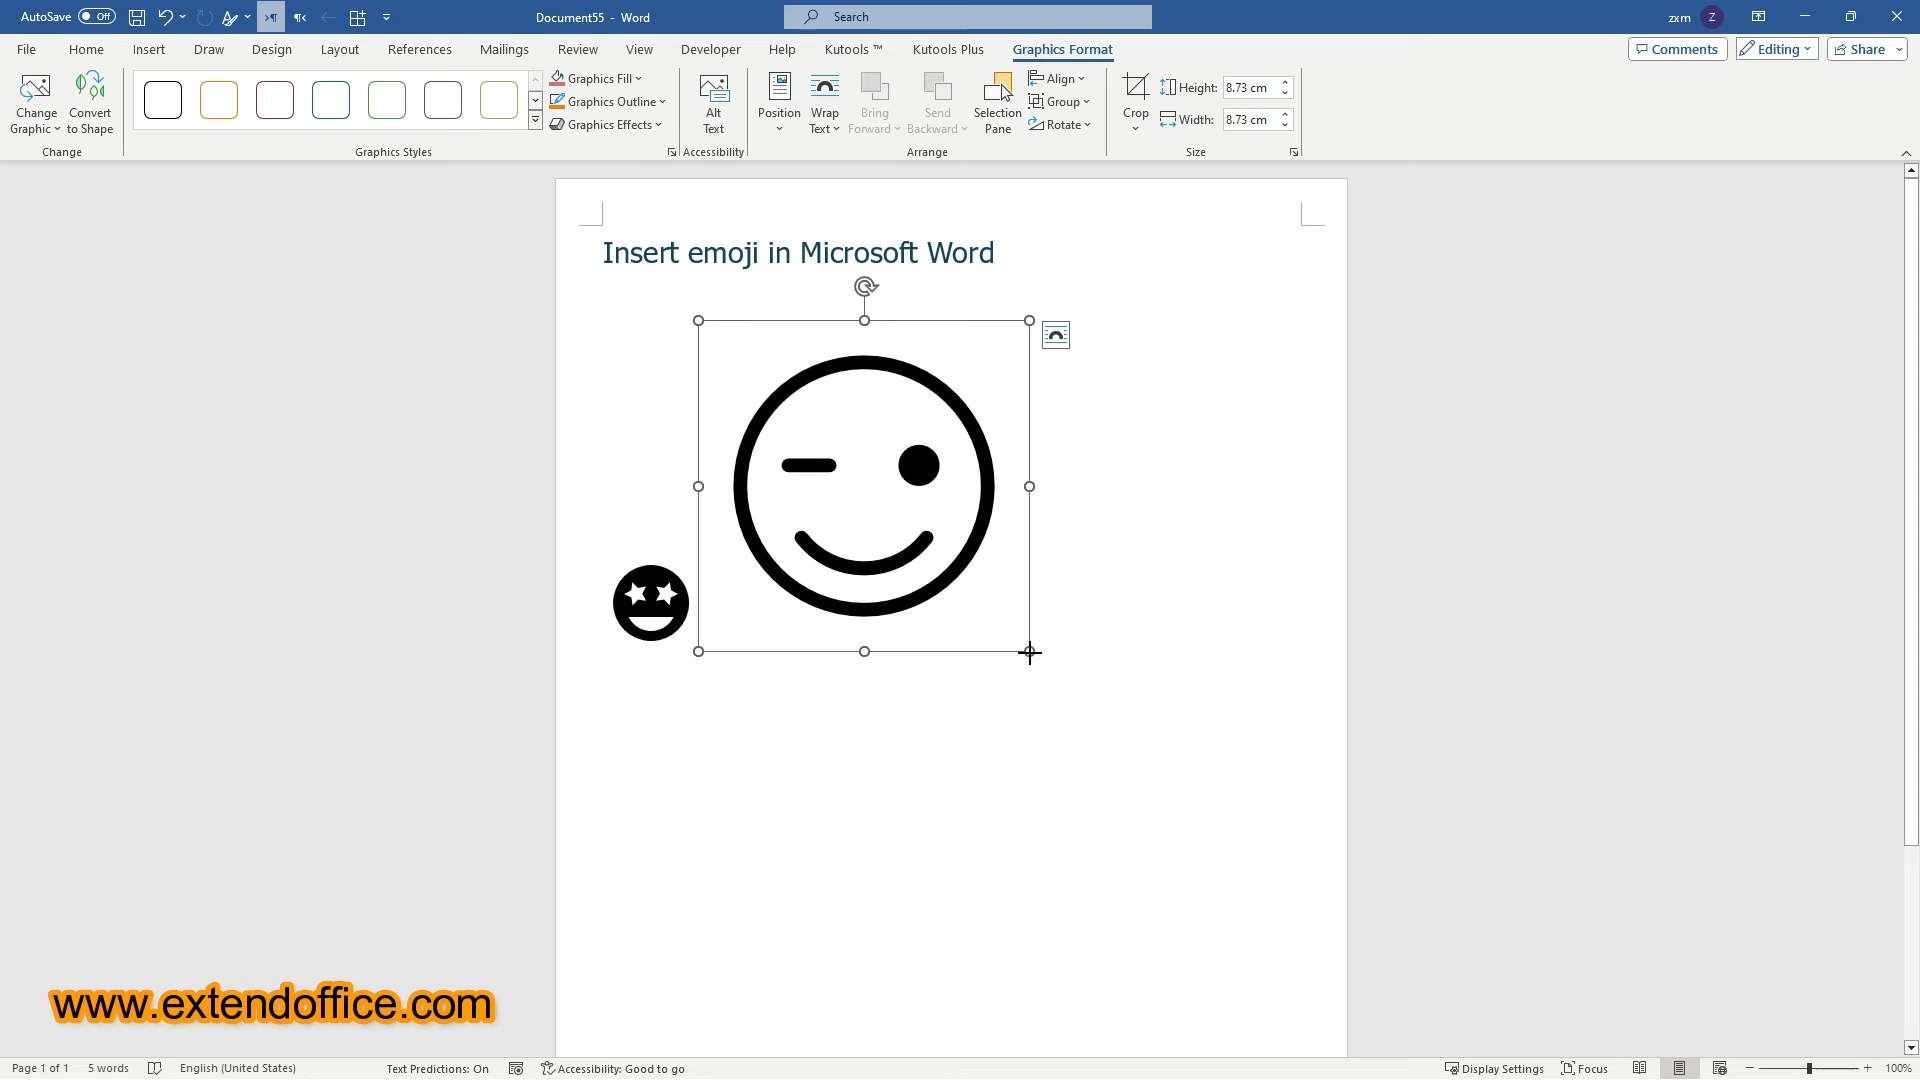 AutoSave Off Document55 - Word Search zxm Z
File Home Insert Draw Design Layout References Mailings Review View Developer Help Kutools ™ Kutools Plus Graphics Format Comments Editing Share
Change Graphic
Convert to Shape
Change
Graphics Fill
Graphics Outline
Graphics Effects
Graphics Styles
Alt Text
Accessibility
Position
Wrap Text
Bring Forward
Send Backward
Selection Pane
Align
Group
Rotate
Arrange
Crop
Height: 8.73 cm
Width: 8.73 cm
Size
Insert emoji in Microsoft Word
www.extendoffice.com
Page 1 of 1 5 words English (United States) Text Predictions: On Accessibility: Good to go Display Settings Focus 100%